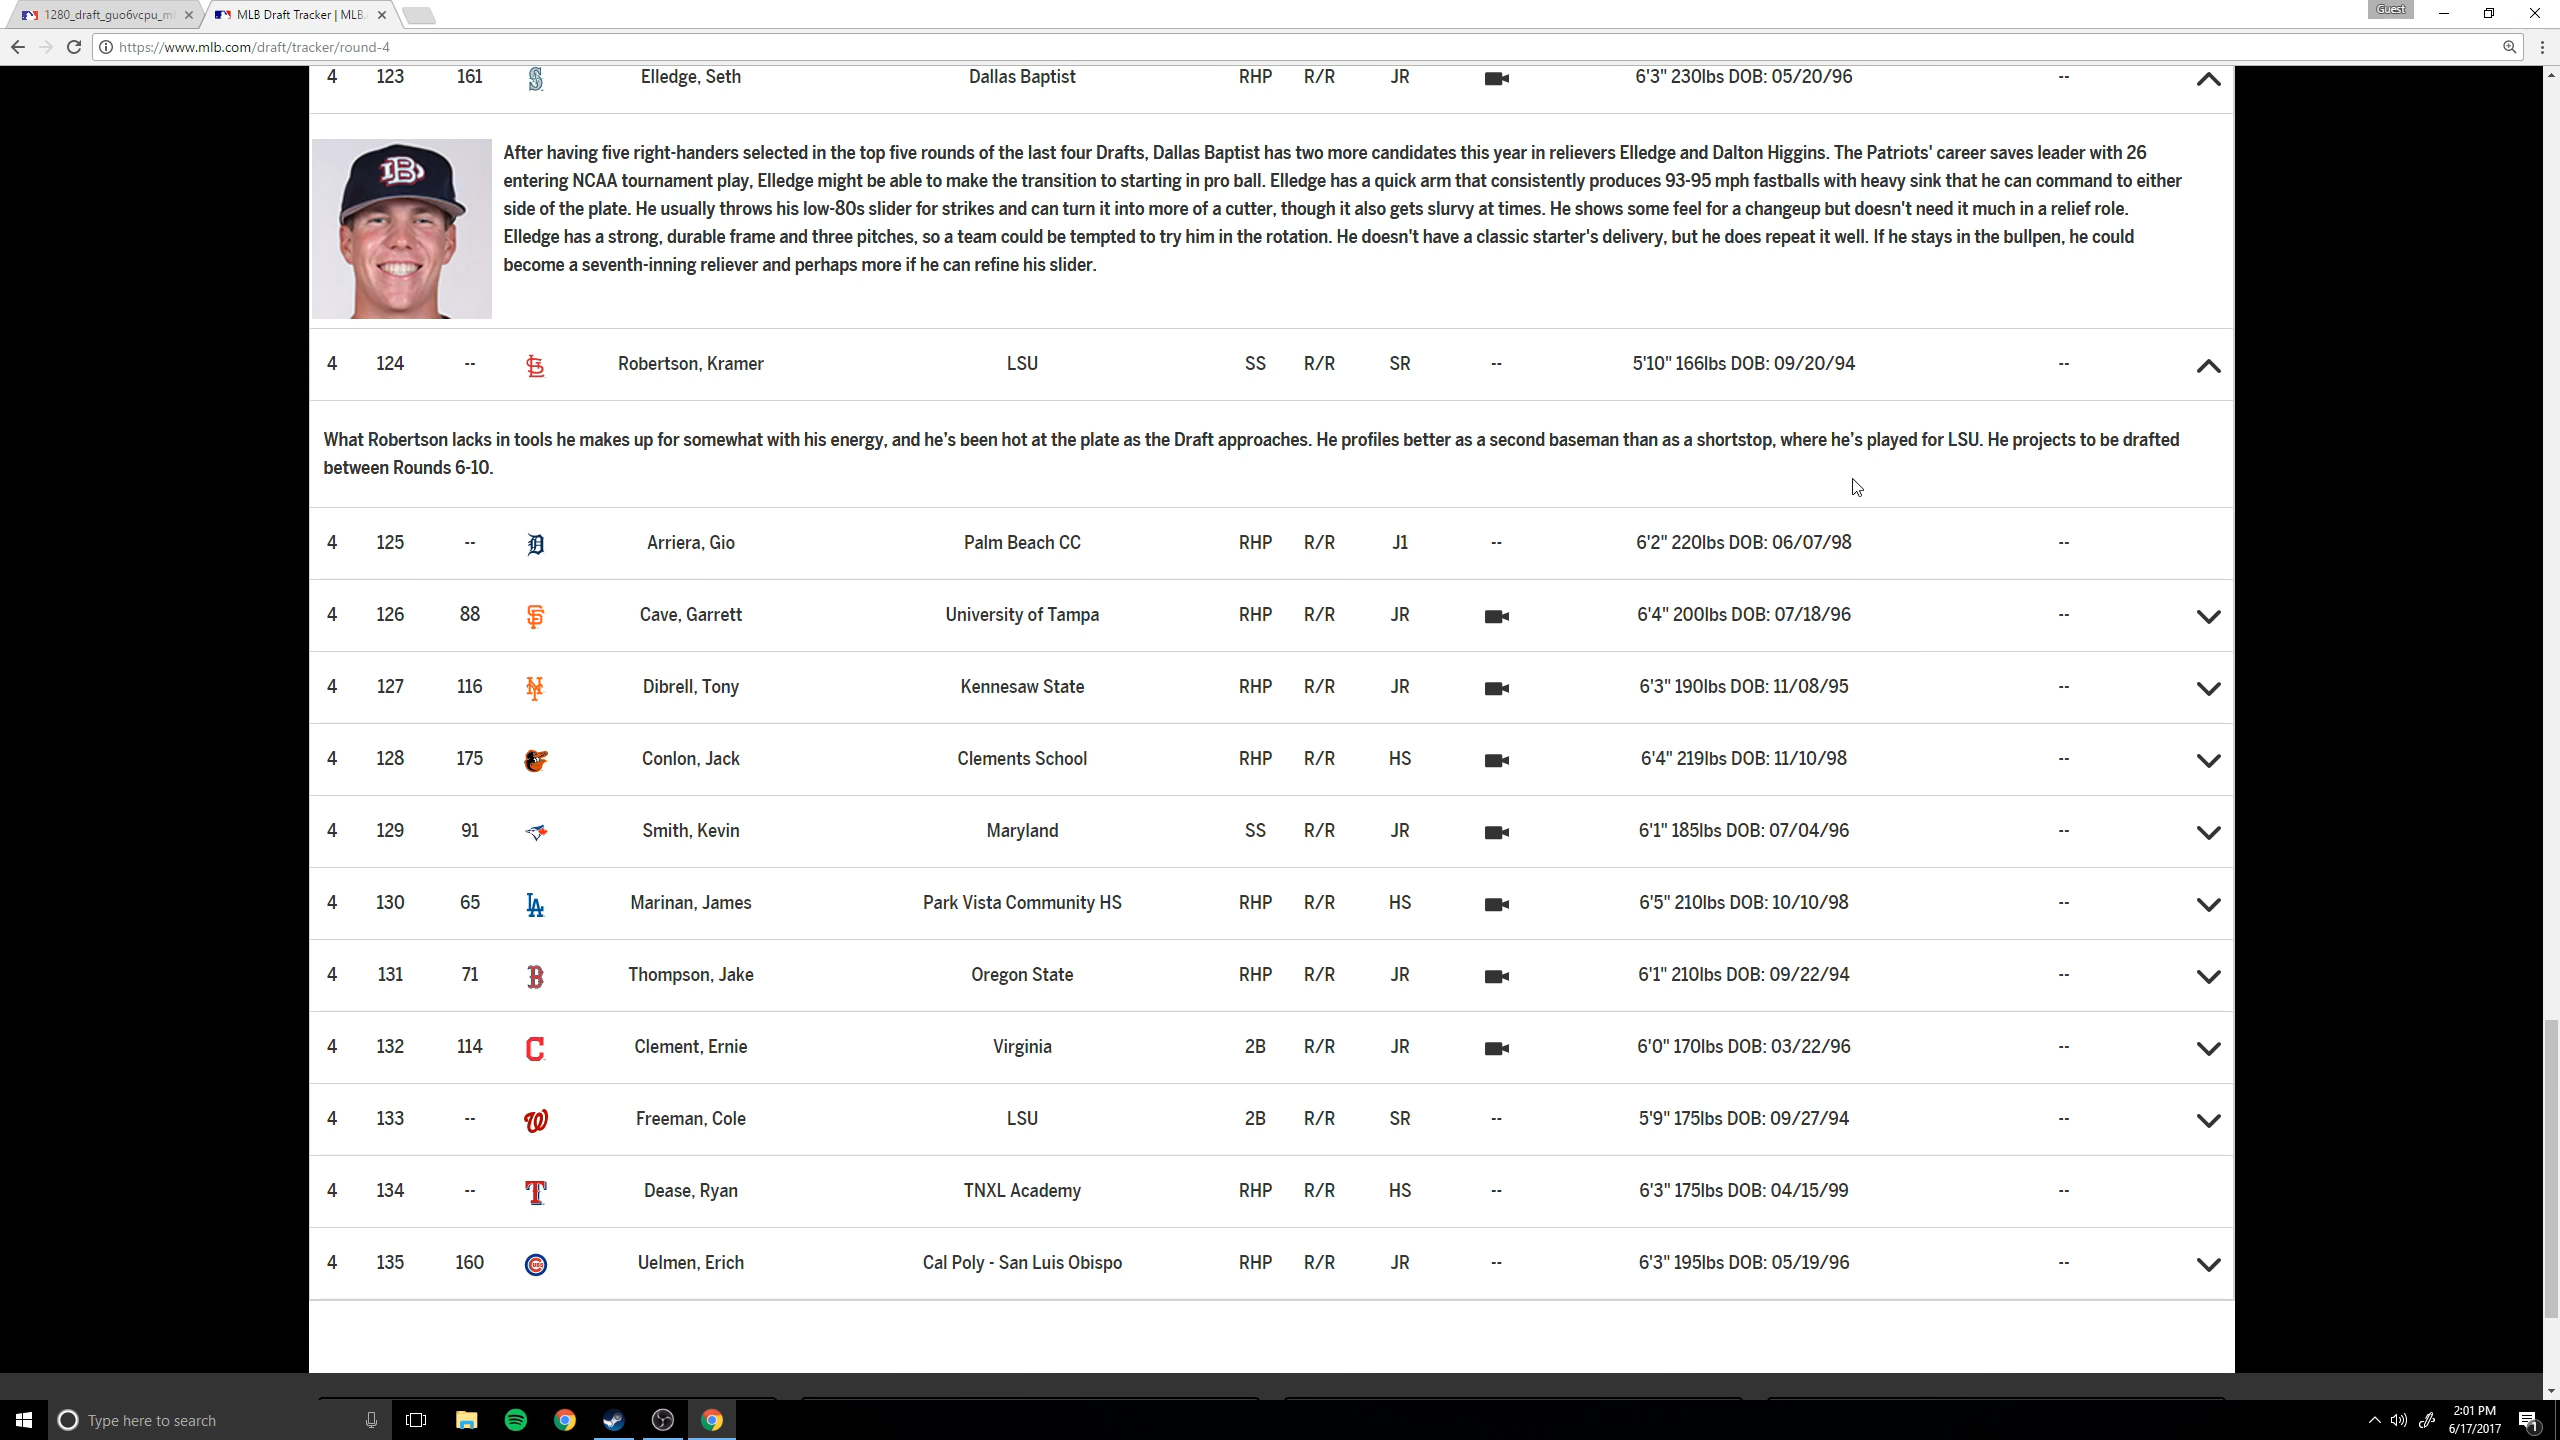 1280_draft_guo6vcpu_m
MLB Draft Tracker | MLB.
Guest
https://www.mlb.com/draft/tracker/round-4
4 123 161 Elledge, Seth Dallas Baptist RHP R/R JR 6'3" 230lbs DOB: 05/20/96 --
After having five right-handers selected in the top five rounds of the last four Drafts, Dallas Baptist has two more candidates this year in relievers Elledge and Dalton Higgins. The Patriots' career saves leader with 26
entering NCAA tournament play, Elledge might be able to make the transition to starting in pro ball. Elledge has a quick arm that consistently produces 93-95 mph fastballs with heavy sink that he can command to either
side of the plate. He usually throws his low-80s slider for strikes and can turn it into more of a cutter, though it also gets slurvy at times. He shows some feel for a changeup but doesn't need it much in a relief role.
Elledge has a strong, durable frame and three pitches, so a team could be tempted to try him in the rotation. He doesn't have a classic starter's delivery, but he does repeat it well. If he stays in the bullpen, he could
become a seventh-inning reliever and perhaps more if he can refine his slider.
4 124 -- Robertson, Kramer LSU SS R/R SR -- 5'10" 166lbs DOB: 09/20/94 --
What Robertson lacks in tools he makes up for somewhat with his energy, and he's been hot at the plate as the Draft approaches. He profiles better as a second baseman than as a shortstop, where he's played for LSU. He projects to be drafted
between Rounds 6-10.
4 125 -- Arriera, Gio Palm Beach CC RHP R/R J1 -- 6'2" 220lbs DOB: 06/07/98 --
4 126 88 Cave, Garrett University of Tampa RHP R/R JR 6'4" 200lbs DOB: 07/18/96 --
4 127 116 Dibrell, Tony Kennesaw State RHP R/R JR 6'3" 190lbs DOB: 11/08/95 --
4 128 175 Conlon, Jack Clements School RHP R/R HS 6'4" 219lbs DOB: 11/10/98 --
4 129 91 Smith, Kevin Maryland SS R/R JR 6'1" 185lbs DOB: 07/04/96 --
4 130 65 Marinan, James Park Vista Community HS RHP R/R HS 6'5" 210lbs DOB: 10/10/98 --
4 131 71 Thompson, Jake Oregon State RHP R/R JR 6'1" 210lbs DOB: 09/22/94 --
4 132 114 Clement, Ernie Virginia 2B R/R JR 6'0" 170lbs DOB: 03/22/96 --
4 133 -- Freeman, Cole LSU 2B R/R SR -- 5'9" 175lbs DOB: 09/27/94 --
4 134 -- Dease, Ryan TNXL Academy RHP R/R HS -- 6'3" 175lbs DOB: 04/15/99 --
4 135 160 Uelmen, Erich Cal Poly - San Luis Obispo RHP R/R JR -- 6'3" 195lbs DOB: 05/19/96 --
Type here to search
2:01 PM
6/17/2017
1